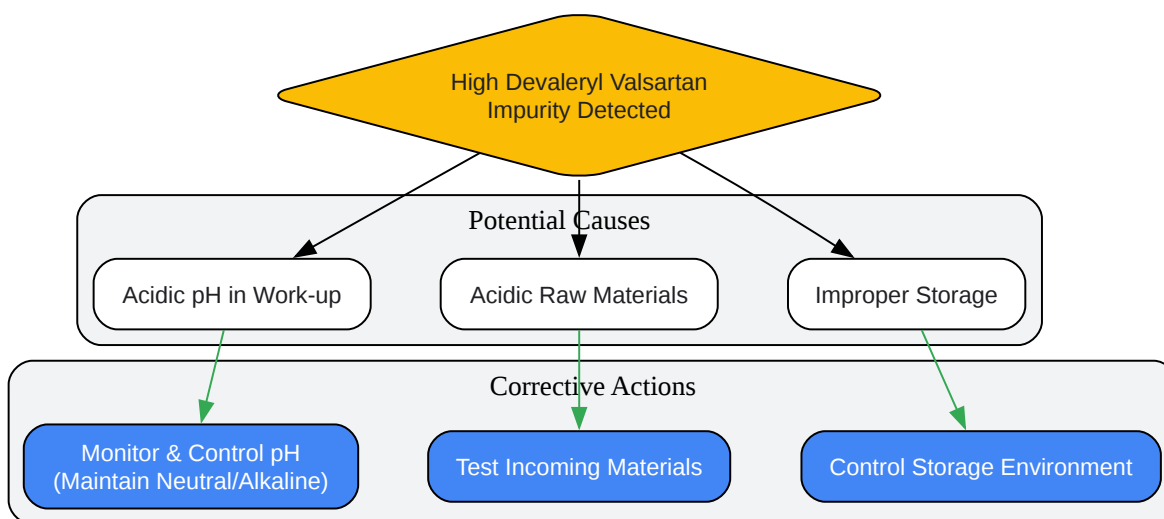 High Devaleryl Valsartan
Impurity Detected
Potential Causes
Acidic pH in Work-up
Acidic Raw Materials
Improper Storage
Corrective Actions
Monitor & Control pH
(Maintain Neutral/Alkaline)
Test Incoming Materials
Control Storage Environment